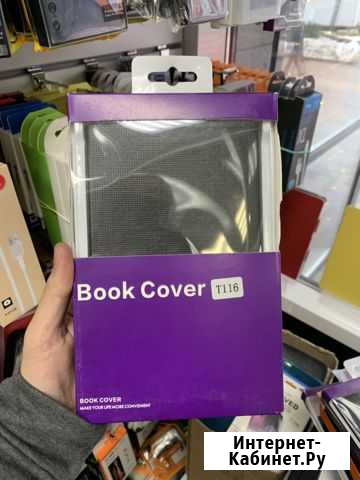 Book Cover
T116
BOOK COVER
MAKE YOUR LIFE MORE CONVENIENT
Интернет-
Кабинет.Ру